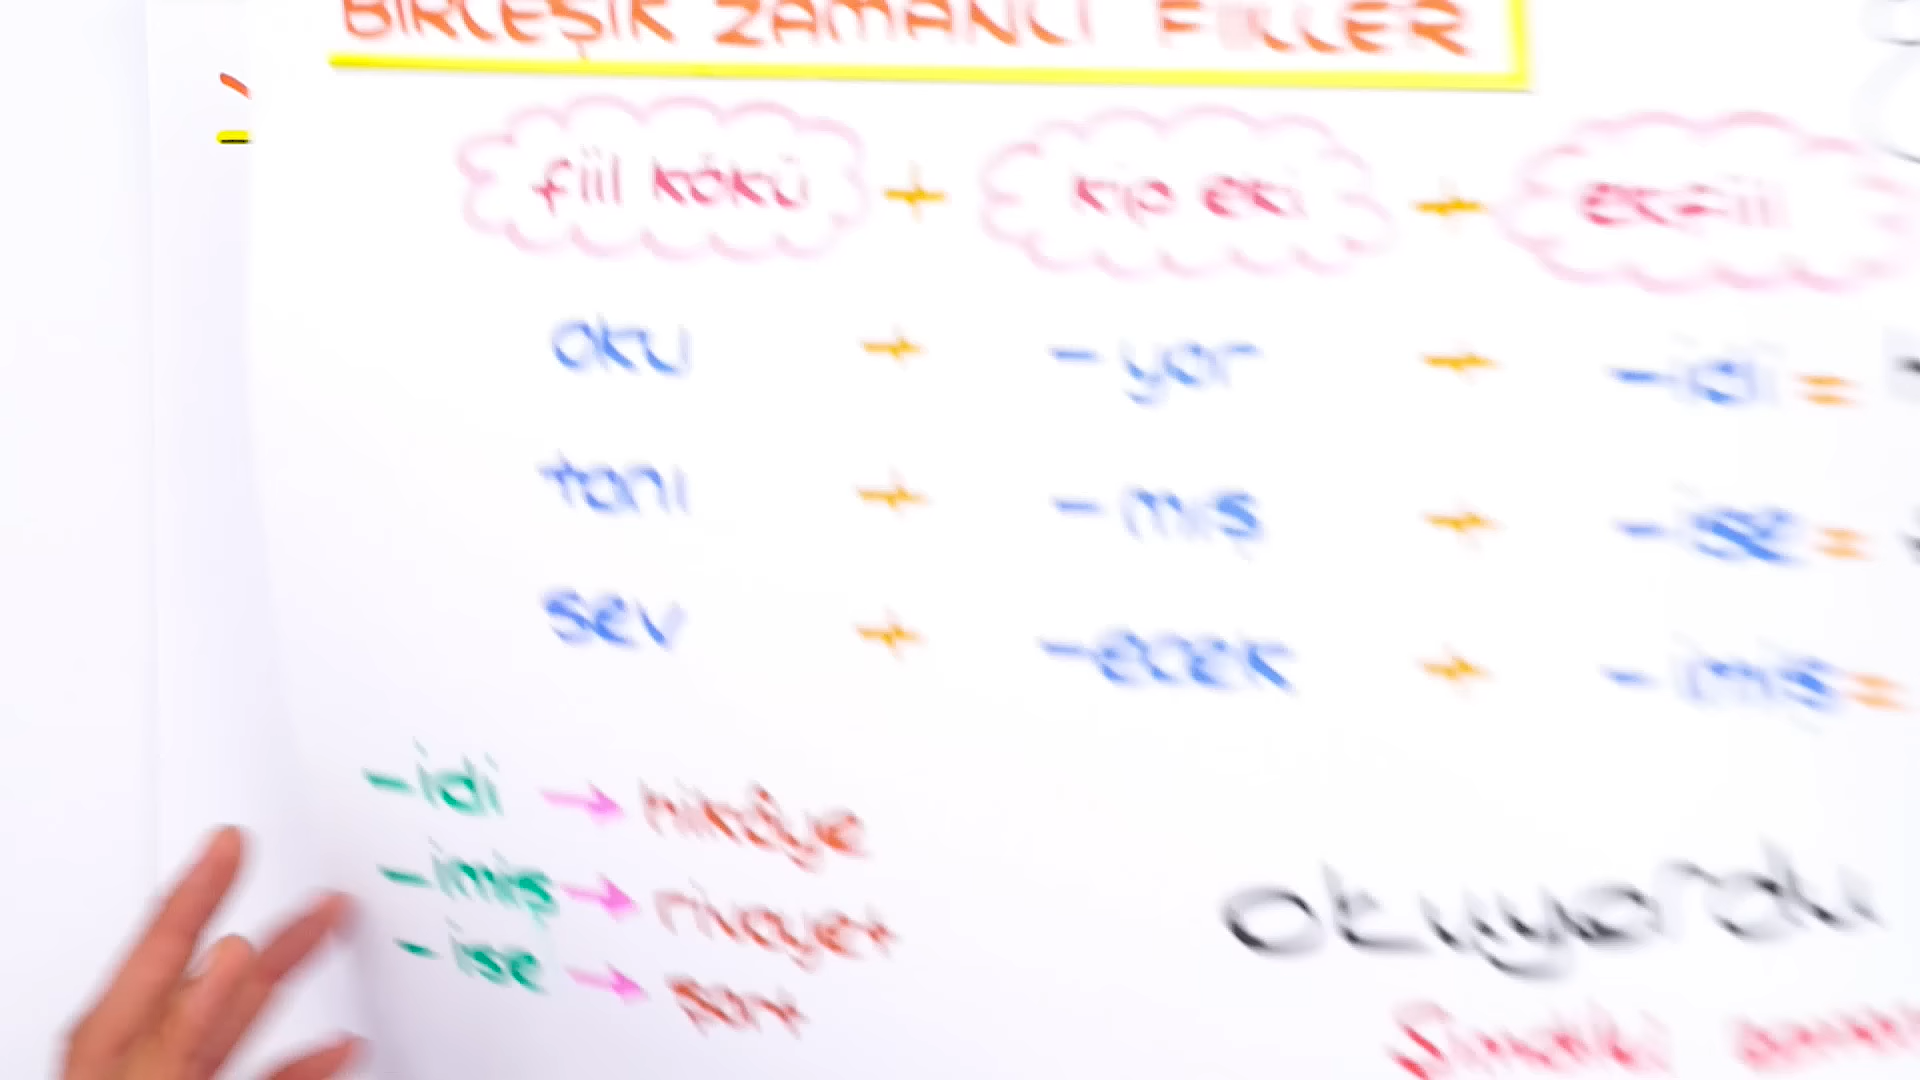 BİRLEŞİK ZAMANLI FİİLLER
fiil kökü + kip eki + ekfiil
oku + -yor + -idi =
tanı + -mış + -ise =
sev + -ecek + -imiş =
-idi → hikâye
-imiş → rivayet
-ise → şart
okuyordu
Şimdiki